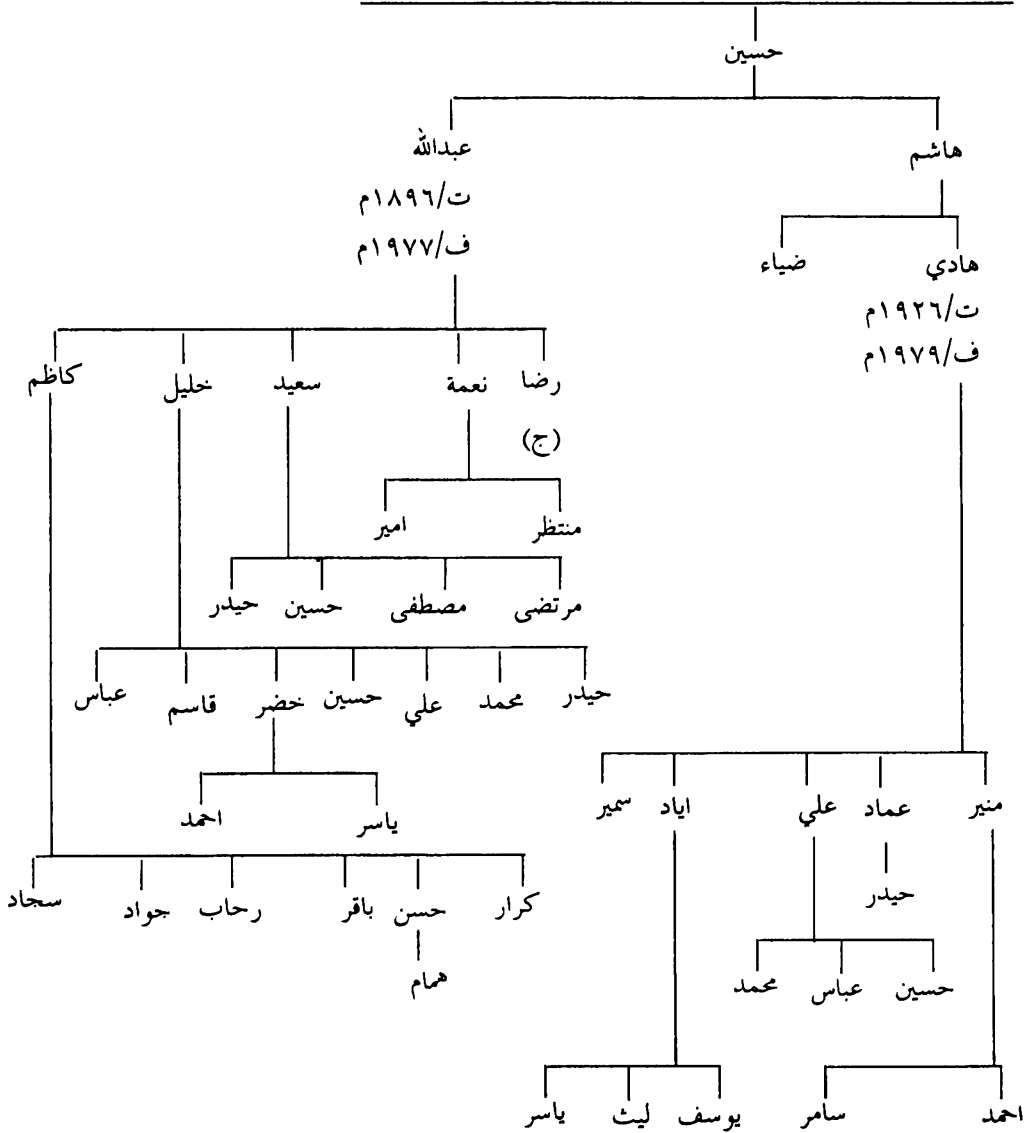 حسين
هاشم عبدالله
ت/١٨٩٦م
ف/١٩٧٧م
هادي ضياء
ت/١٩٢٦م
ف/١٩٧٩م
رضا نعمة سعيد خليل كاظم
(ج)
منتظر امير
مرتضى مصطفى حسين حيدر
حيدر محمد علي حسين خضر قاسم عباس
ياسر احمد
منير عماد علي اياد سمير
كرار حسن باقر رحاب جواد سجاد
حيدر
همام
حسين عباس محمد
احمد سامر يوسف ليث ياسر